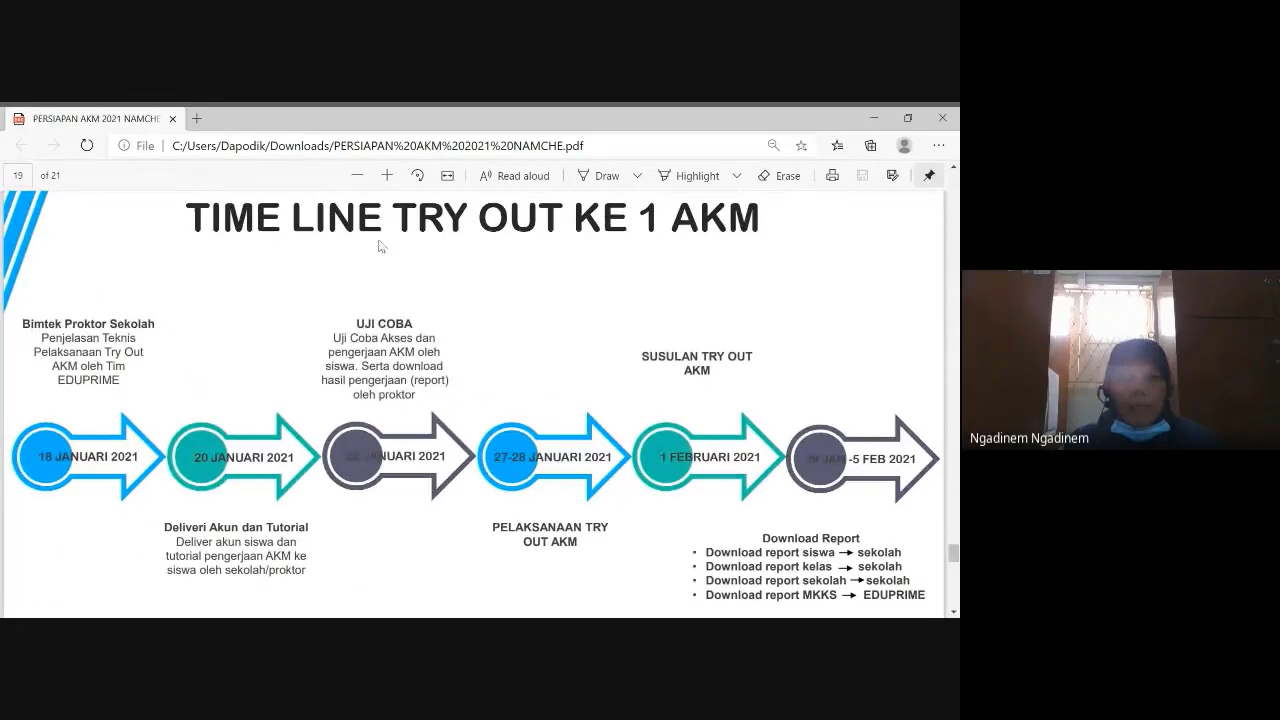 PERSIAPAN AKM 2021 NAMCHE
File
C:/Users/Dapodik/Downloads/PERSIAPAN%20AKM%202021%20NAMCHE.pdf
19 of 21
Read aloud
Draw
Highlight
Erase
TIME LINE TRY OUT KE 1 AKM
Bimtek Proktor Sekolah
Penjelasan Teknis
Pelaksanaan Try Out
AKM oleh Tim
EDUPRIME
UJI COBA
Uji Coba Akses dan
pengerjaan AKM oleh
siswa. Serta download
hasil pengerjaan (report)
oleh proktor
SUSULAN TRY OUT
AKM
18 JANUARI 2021
20 JANUARI 2021
JANUARI 2021
27-28 JANUARI 2021
1 FEBRUARI 2021
-5 FEB 2021
Deliveri Akun dan Tutorial
Deliver akun siswa dan
tutorial pengerjaan AKM ke
siswa oleh sekolah/proktor
PELAKSANAAN TRY
OUT AKM
Download Report
• Download report siswa → sekolah
• Download report kelas → sekolah
• Download report sekolah → sekolah
• Download report MKKS → EDUPRIME
Ngadinem Ngadinem